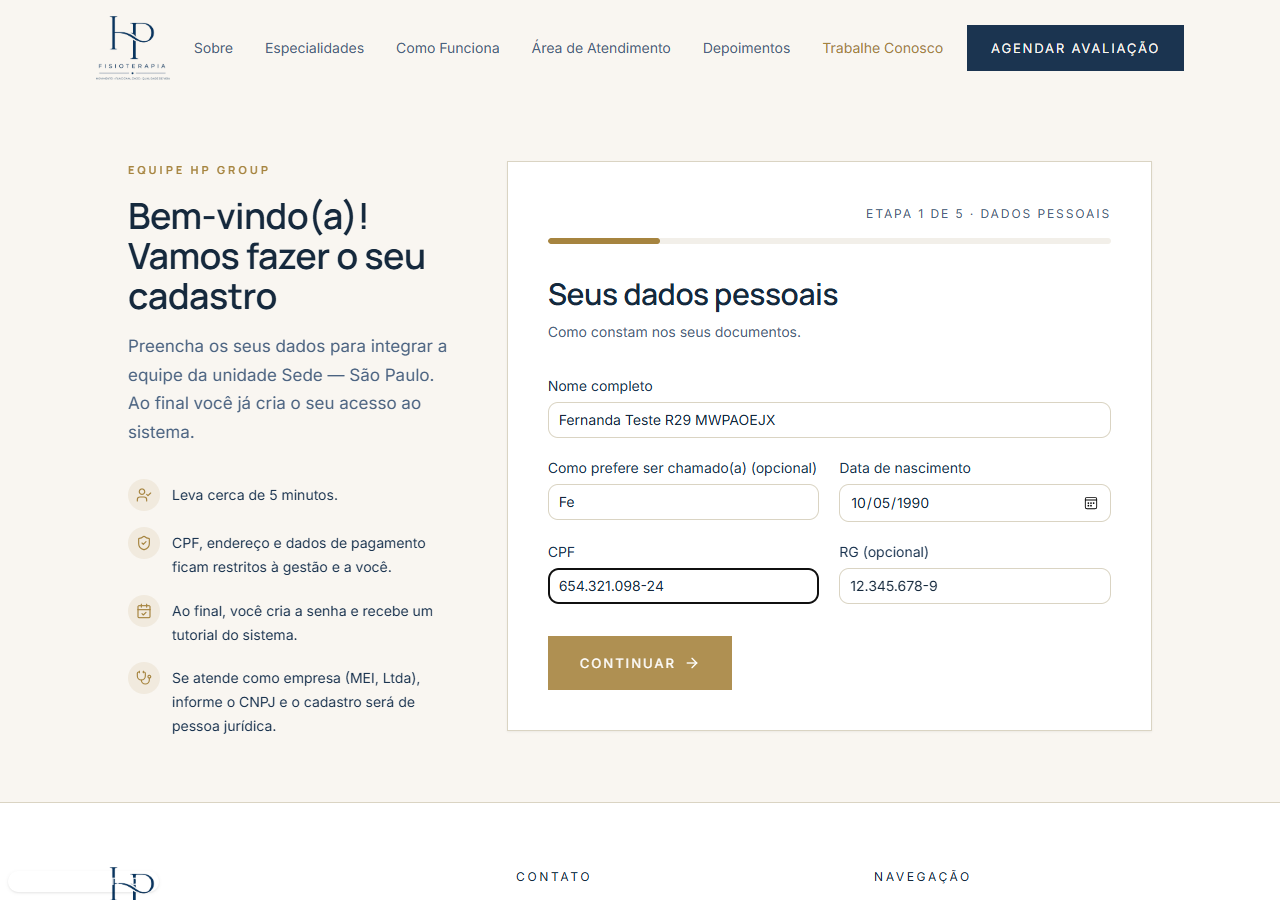 HP
FISIOTERAPIA
Sobre
Especialidades
Como Funciona
Área de Atendimento
Depoimentos
Trabalhe Conosco
AGENDAR AVALIAÇÃO
EQUIPE HP GROUP
Bem-vindo(a)!
Vamos fazer o seu
cadastro
Preencha os seus dados para integrar a
equipe da unidade Sede — São Paulo.
Ao final você já cria o seu acesso ao
sistema.
Leva cerca de 5 minutos.
CPF, endereço e dados de pagamento
ficam restritos à gestão e a você.
Ao final, você cria a senha e recebe um
tutorial do sistema.
Se atende como empresa (MEI, Ltda),
informe o CNPJ e o cadastro será de
pessoa jurídica.
ETAPA 1 DE 5 · DADOS PESSOAIS
Seus dados pessoais
Como constam nos seus documentos.
Nome completo
Fernanda Teste R29 MWPAOEJX
Como prefere ser chamado(a) (opcional)
Fe
Data de nascimento
10/05/1990
CPF
654.321.098-24
RG (opcional)
12.345.678-9
CONTINUAR →
HP
CONTATO
NAVEGAÇÃO